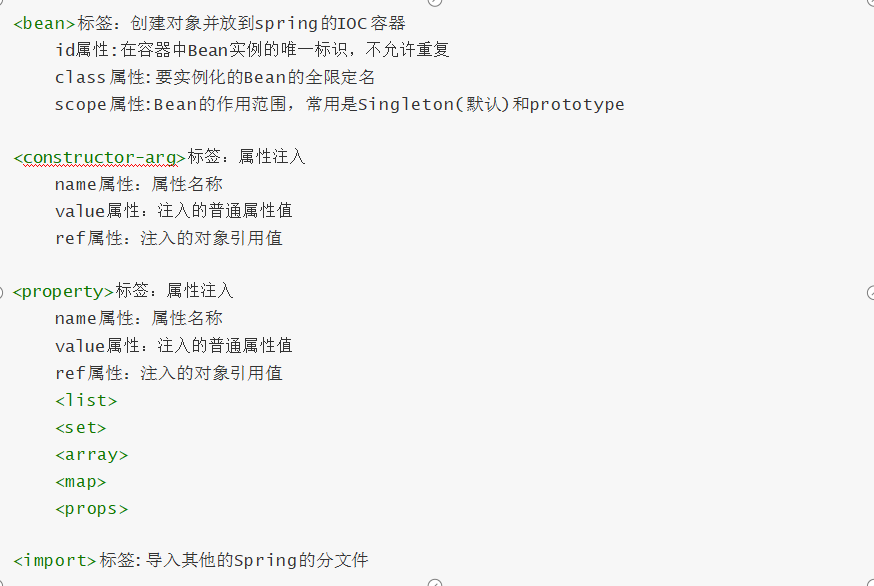 <bean>标签：创建对象并放到spring的IOC容器
id属性:在容器中Bean实例的唯一标识，不允许重复
class属性:要实例化的Bean的全限定名
scope属性:Bean的作用范围，常用是Singleton(默认)和prototype
<constructor-arg>标签：属性注入
name属性：属性名称
value属性：注入的普通属性值
ref属性：注入的对象引用值
<property>标签：属性注入
name属性：属性名称
value属性：注入的普通属性值
ref属性：注入的对象引用值
<list>
<set>
<array>
<map>
<props>
<import>标签:导入其他的Spring的分文件